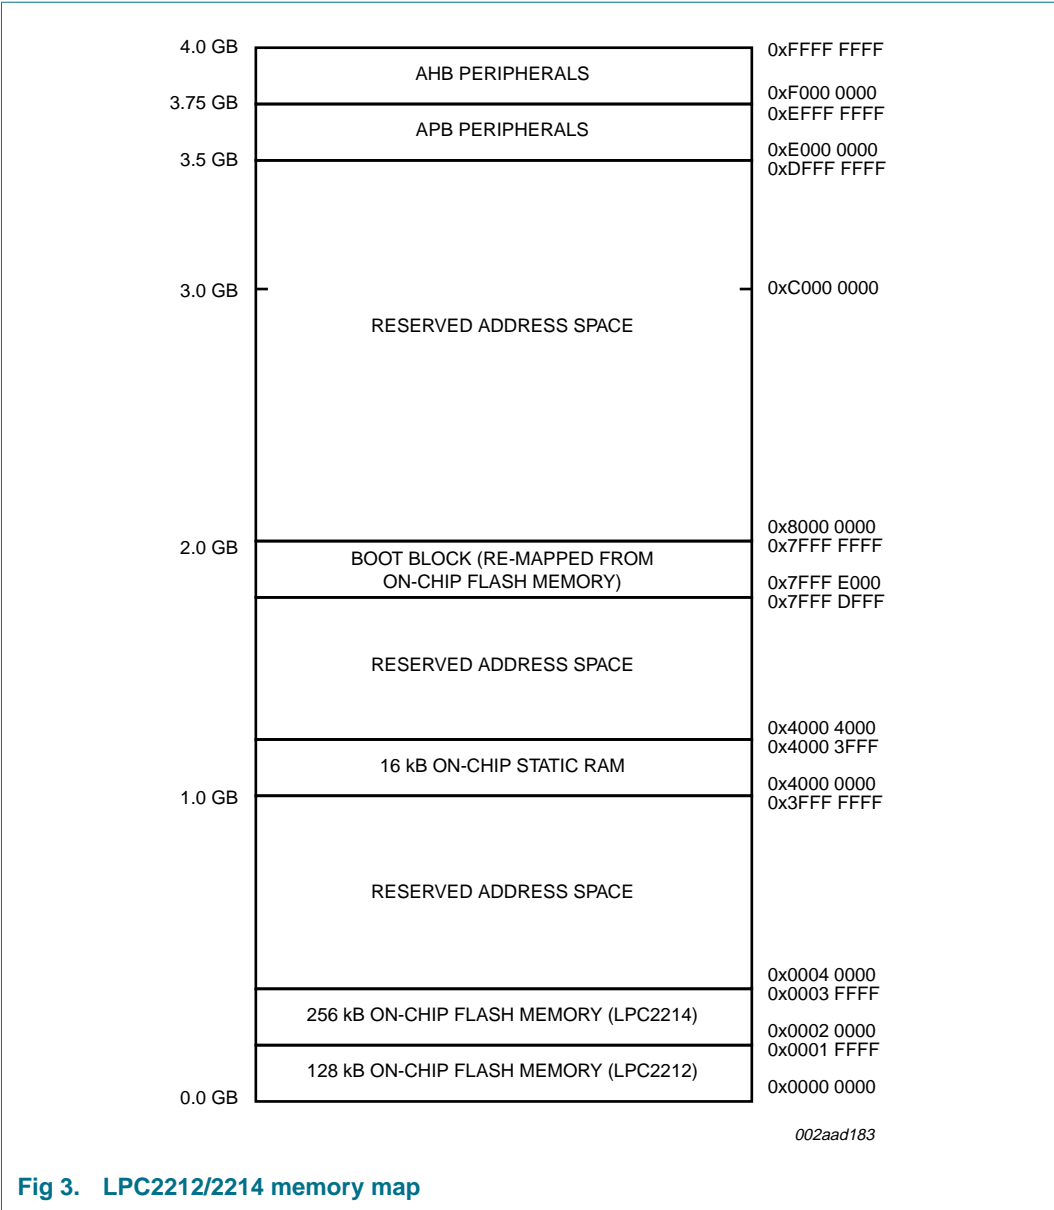 4.0 GB
0xFFFF FFFF
AHB PERIPHERALS
0xF000 0000
3.75 GB
0xEFFF FFFF
APB PERIPHERALS
0xE000 0000
3.5 GB
0xDFFF FFFF
3.0 GB
0xC000 0000
RESERVED ADDRESS SPACE
0x8000 0000
2.0 GB
0x7FFF FFFF
BOOT BLOCK (RE-MAPPED FROM
ON-CHIP FLASH MEMORY)
0x7FFF E000
0x7FFF DFFF
RESERVED ADDRESS SPACE
0x4000 4000
0x4000 3FFF
16 kB ON-CHIP STATIC RAM
0x4000 0000
1.0 GB
0x3FFF FFFF
RESERVED ADDRESS SPACE
0x0004 0000
0x0003 FFFF
256 kB ON-CHIP FLASH MEMORY (LPC2214)
0x0002 0000
0x0001 FFFF
128 kB ON-CHIP FLASH MEMORY (LPC2212)
0x0000 0000
0.0 GB
002aad183
Fig 3. LPC2212/2214 memory map